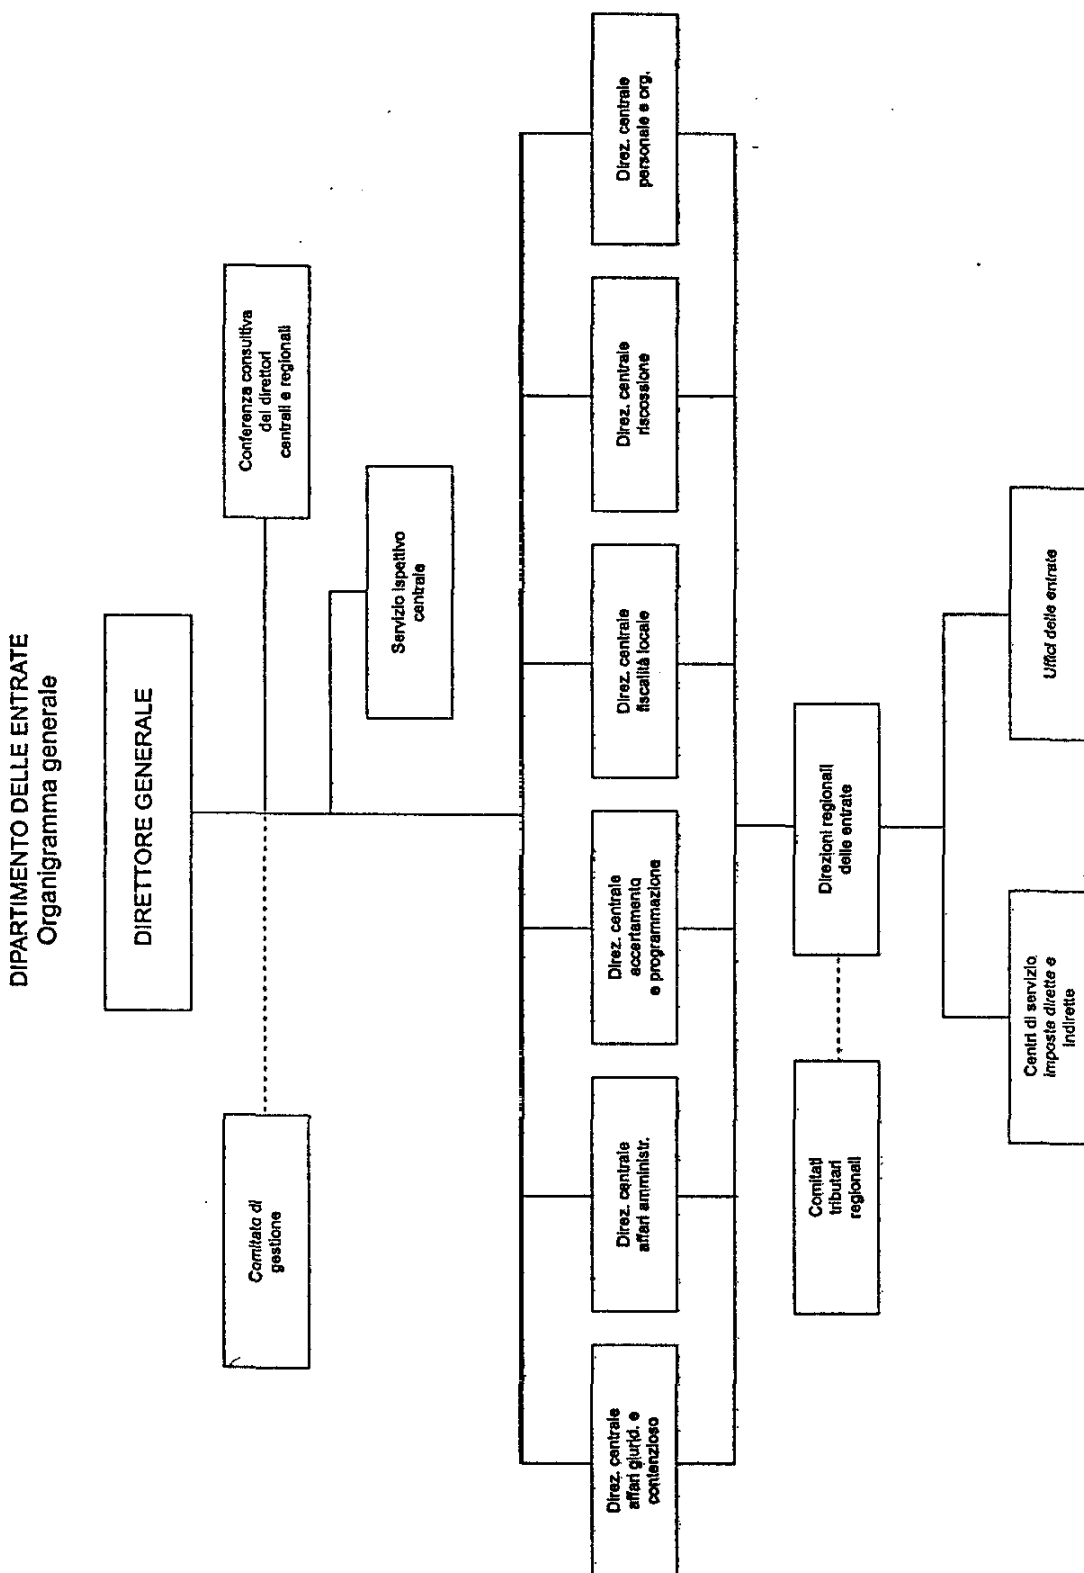 DIPARTIMENTO DELLE ENTRATE
Organigramma generale
DIRETTORE GENERALE
Comitato di
gestione
Conferenza consultiva
dei direttori
centrali e regionali
Servizio ispettivo
centrale
Direz. centrale
affari giurid. e
contenzioso
Direz. centrale
affari amministr.
Direz. centrale
accertamento
e programmazione
Direz. centrale
fiscalità locale
Direz. centrale
riscossione
Direz. centrale
personale e org.
Comitati
tributari
regionali
Direzioni regionali
delle entrate
Centri di servizio
imposte dirette e
indirette
Uffici delle entrate